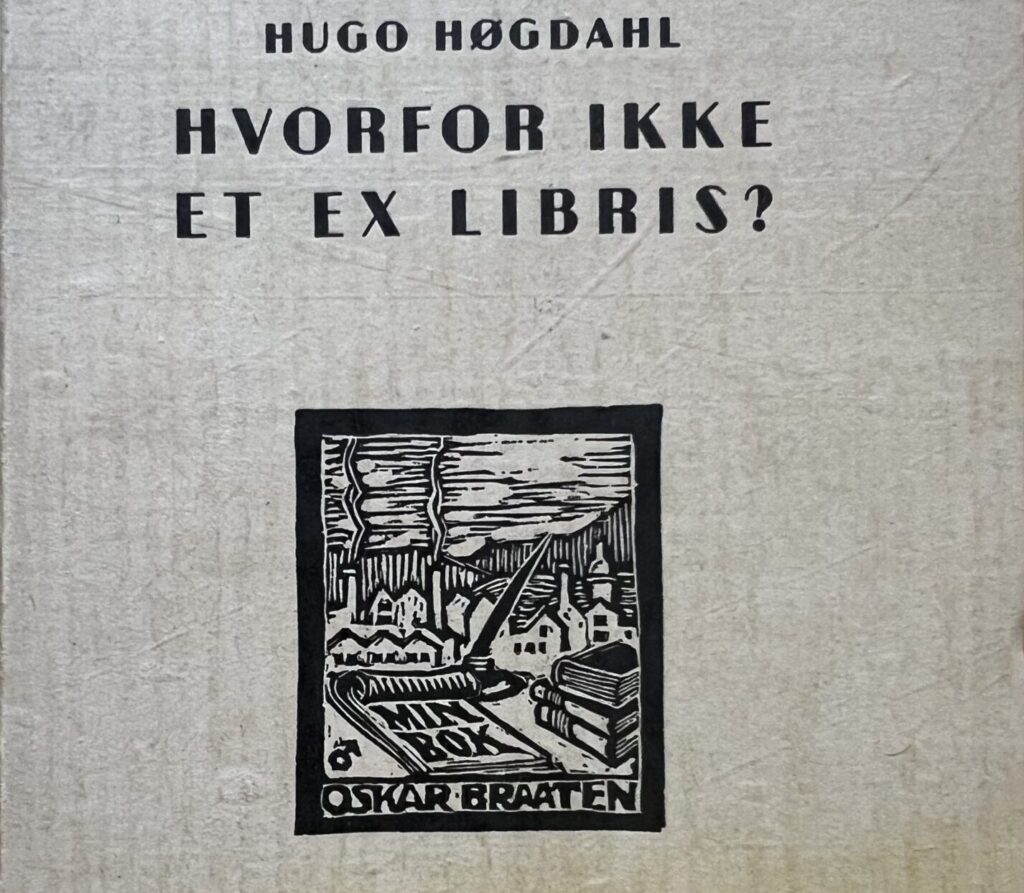 HUGO HØGDAHL
HVORFOR IKKE
ET EX LIBRIS?
MIN
BOK
OSKAR·BRAATEN